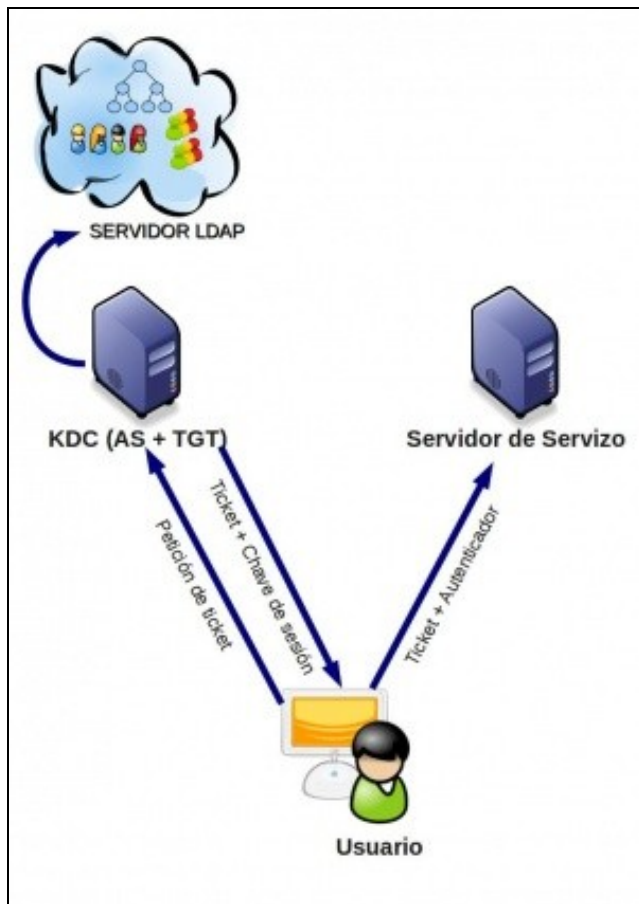 SERVIDOR LDAP
KDC (AS + TGT)
Servidor de Servizo
Petición de ticket
Ticket + Chave de sesión
Ticket + Autenticador
Usuario